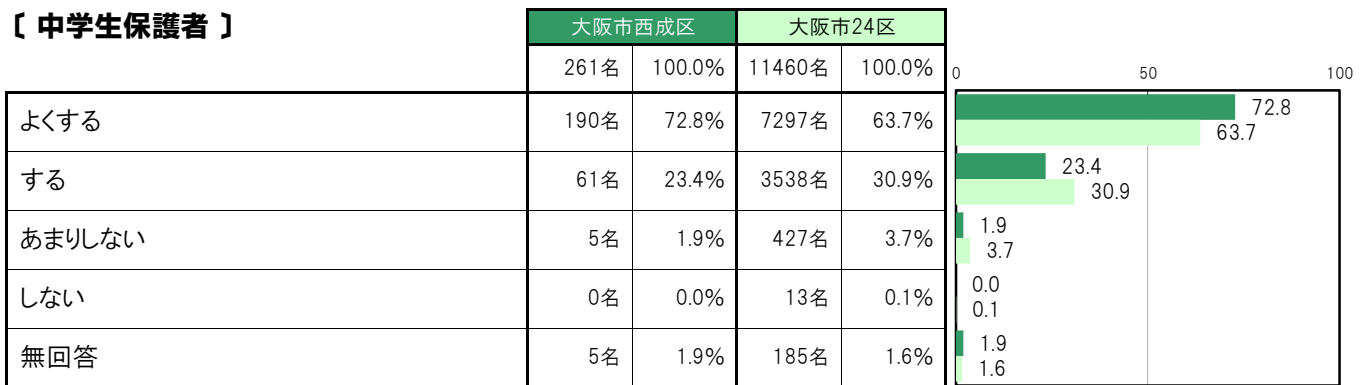 〔 中学生保護者 〕
大阪市西成区 大阪市24区
261名 100.0% 11460名 100.0%
0 50 100
よくする 190名 72.8% 7297名 63.7%
72.8
63.7
する 61名 23.4% 3538名 30.9%
23.4
30.9
あまりしない 5名 1.9% 427名 3.7%
1.9
3.7
しない 0名 0.0% 13名 0.1%
0.0
0.1
無回答 5名 1.9% 185名 1.6%
1.9
1.6